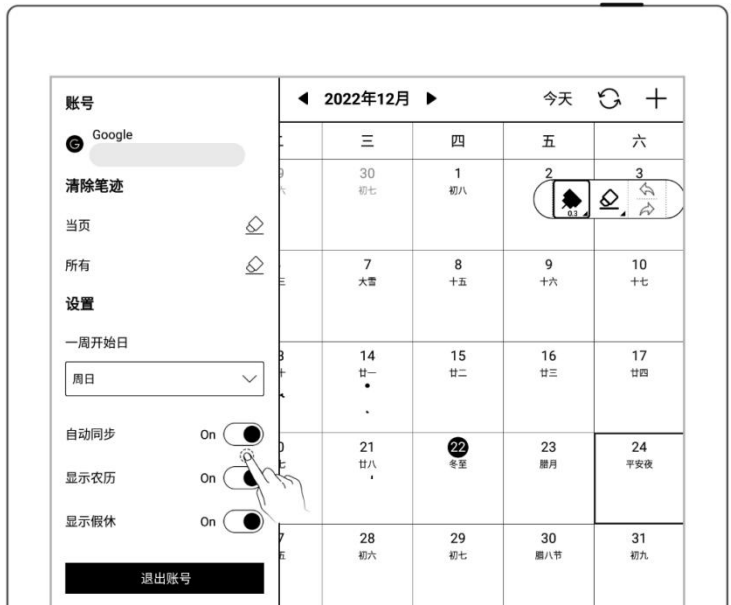 账号
Google
清除笔迹
当页
所有
设置
一周开始日
周日
自动同步 On
显示农历 On
显示假休 On
退出账号
2022年12月 今天
三 四 五 六
30 1 2 3
初七 初八
0.3
7 8 9 10
大雪 十五 十六 十七
14 15 16 17
廿一 廿二 廿三 廿四
21 22 23 24
廿八 冬至 腊月 平安夜
28 29 30 31
初六 初七 腊八节 初九